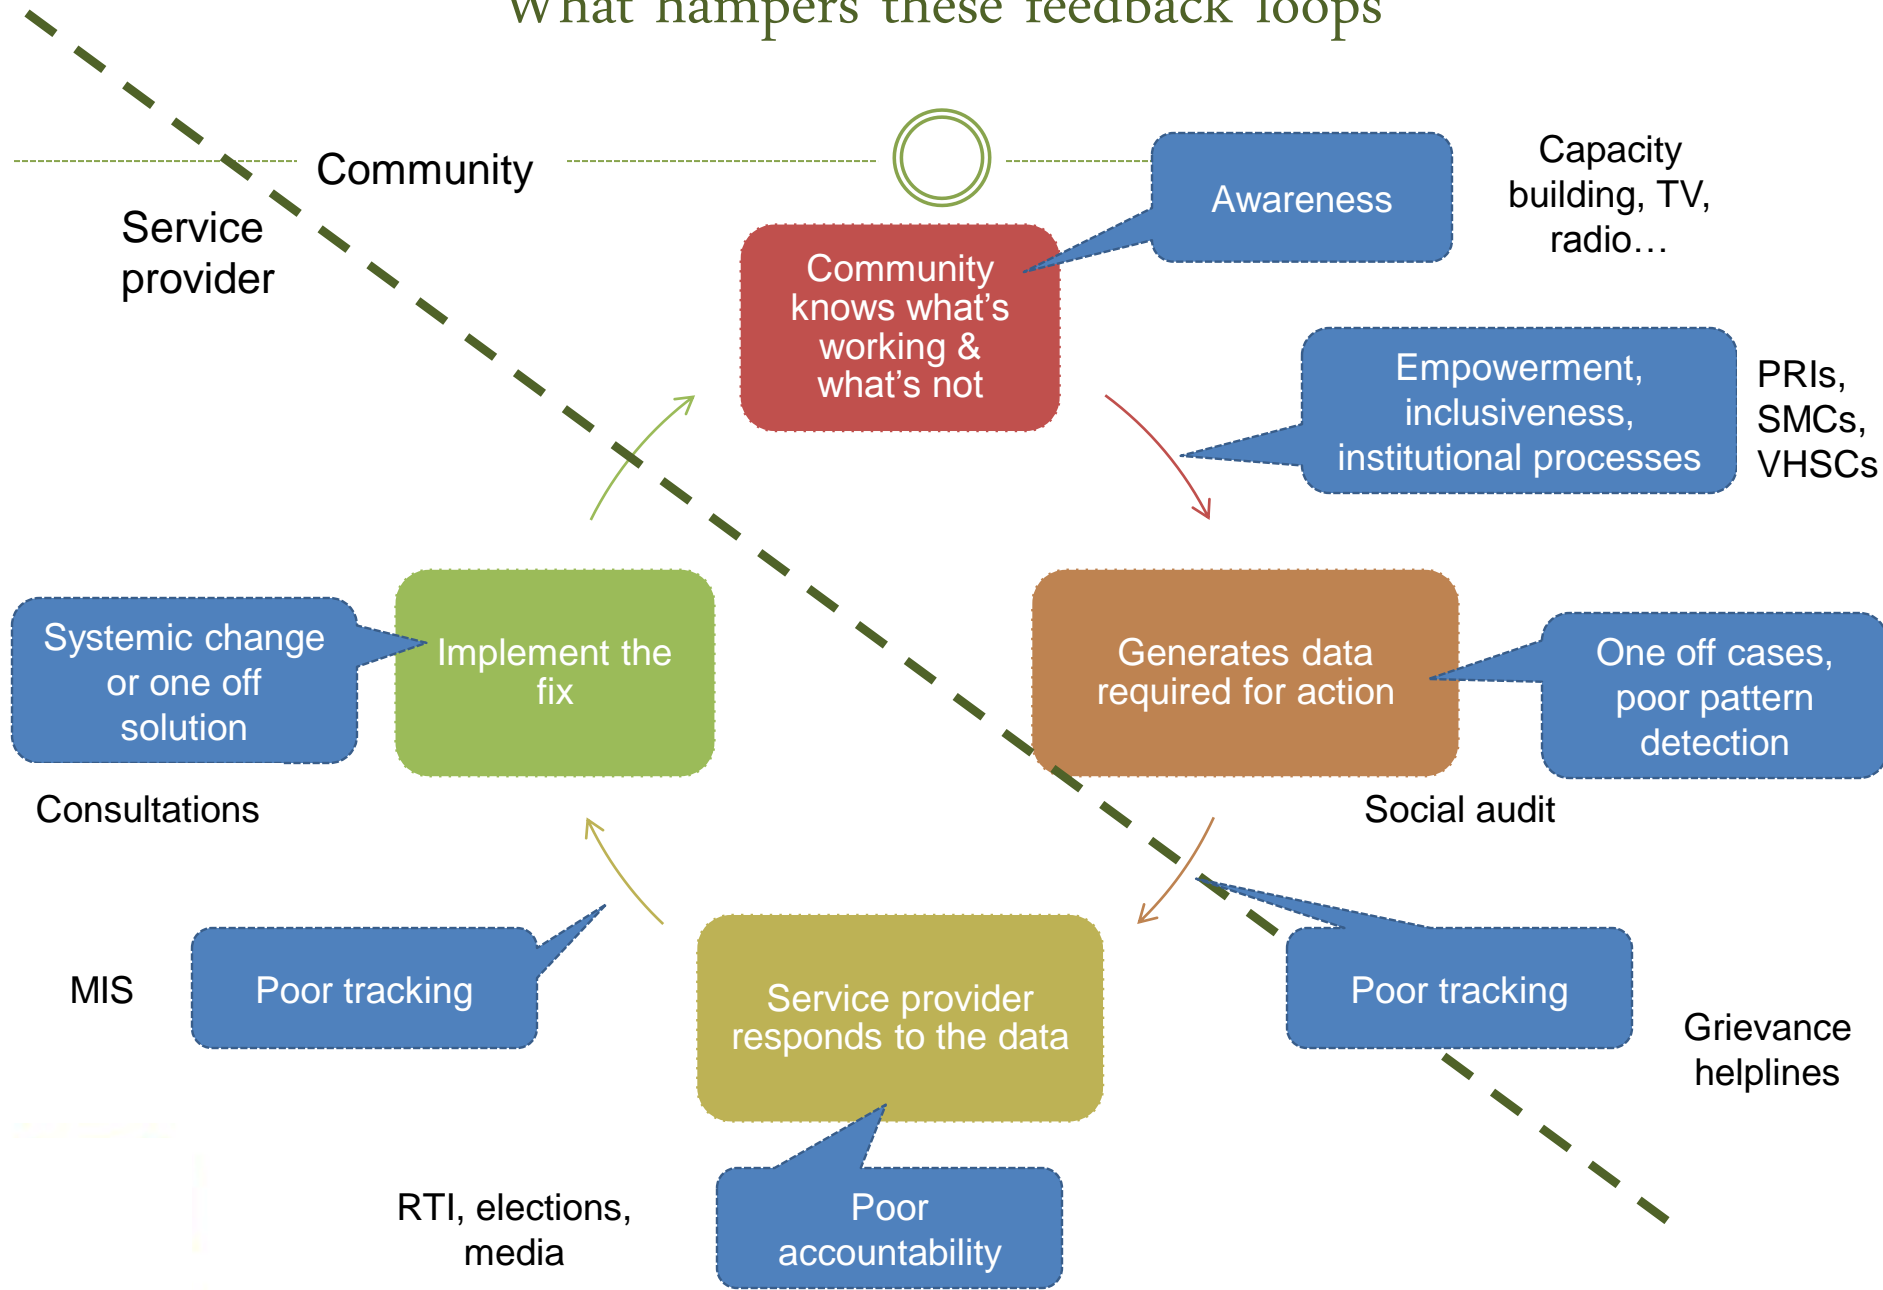 What hampers these feedback loops
Community
Service
provider
Awareness
Capacity
building, TV,
radio…
Community
knows what’s
working &
what’s not
Empowerment,
inclusiveness,
institutional processes
PRIs,
SMCs,
VHSCs
Systemic change
or one off
solution
Implement the
fix
Generates data
required for action
One off cases,
poor pattern
detection
Consultations
Social audit
MIS
Poor tracking
Service provider
responds to the data
Poor tracking
Grievance
helplines
RTI, elections,
media
Poor
accountability